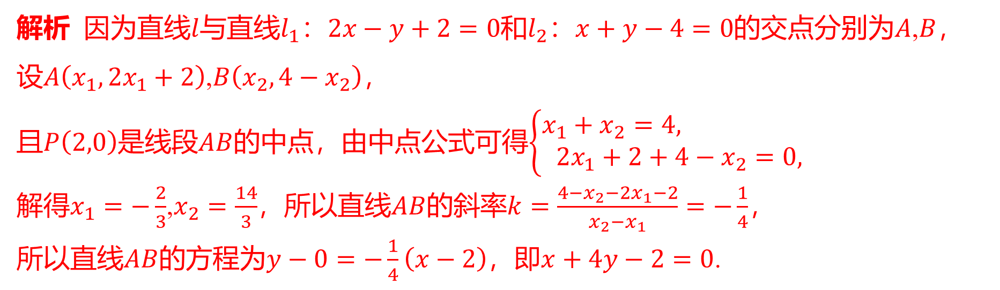 解析 因为直线$l$与直线$l_1$：$2x-y+2=0$和$l_2$：$x+y-4=0$的交点分别为$A$,$B$，
设$A(x_1,2x_1+2)$,$B(x_2,4-x_2)$，
且$P(2,0)$是线段$AB$的中点，由中点公式可得$\begin{cases}x_1+x_2=4,\\2x_1+2+4-x_2=0,\end{cases}$
解得$x_1=-\frac{2}{3}$,$x_2=\frac{14}{3}$，所以直线$AB$的斜率$k=\frac{4-x_2-2x_1-2}{x_2-x_1}=-\frac{1}{4}$，
所以直线$AB$的方程为$y-0=-\frac{1}{4}(x-2)$，即$x+4y-2=0$.